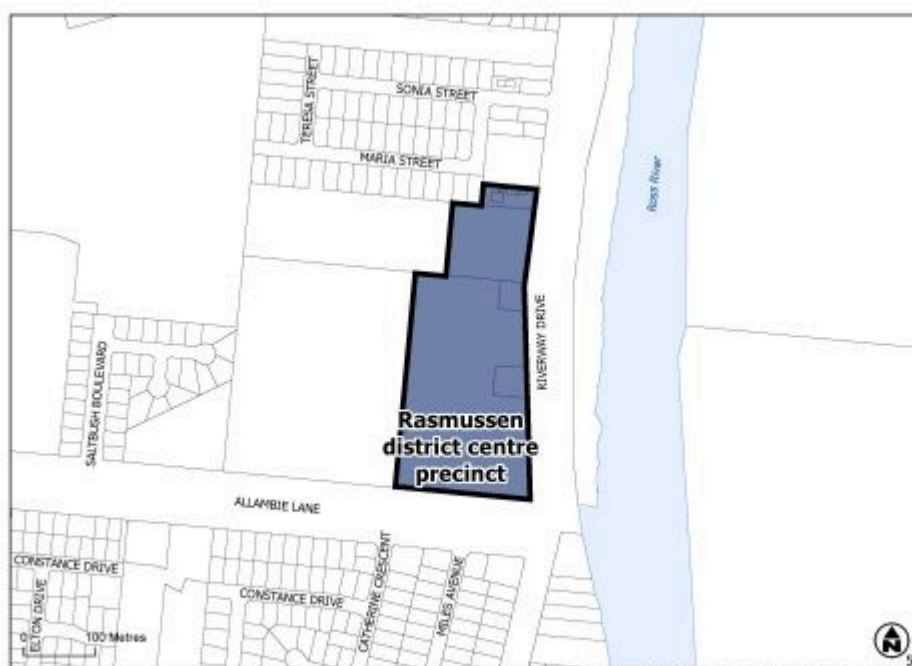 SONIA STREET
TERESA STREET
MARIA STREET
Ross River
RIVERWAY DRIVE
SALTBUSH BOULEVARD
Rasmussen
district centre
precinct
ALLAMBIE LANE
CATHERINE CRESCENT
MILES AVENUE
CONSTANCE DRIVE
CONSTANCE DRIVE
ELTON DRIVE
0 100 Metres
N